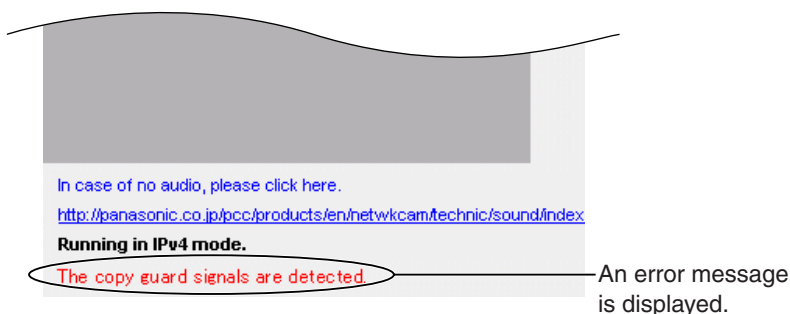 In case of no audio, please click here.
http://panasonic.co.jp/pcc/products/en/netwkcam/technic/sound/index
Running in IPv4 mode.
The copy guard signals are detected.
An error message
is displayed.